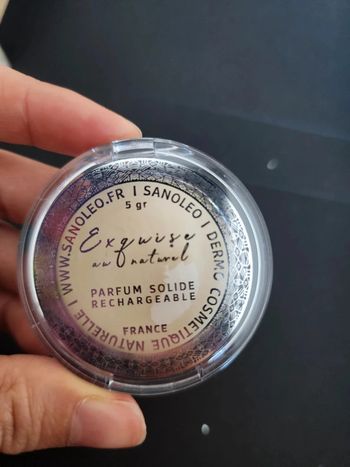 WWW.SANOLEO.FR | SANOLEO | DERMO COSMETIQUE NATURELLE |
5 gr
Exquise
au naturel
PARFUM SOLIDE
RECHARGEABLE
FRANCE